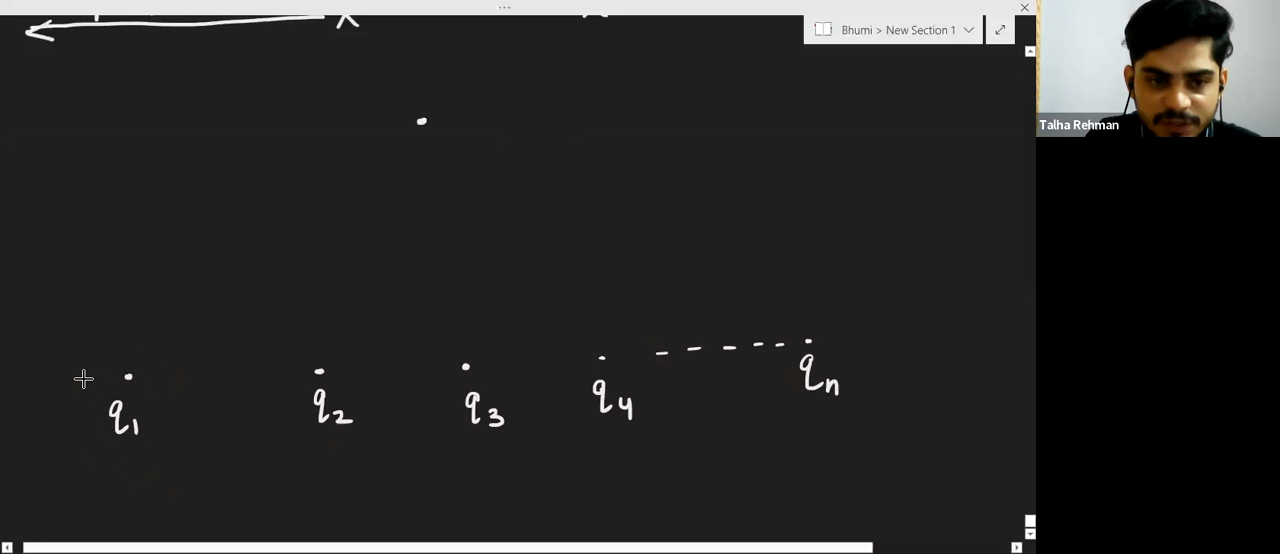 Bhumi > New Section 1
Talha Rehman
q1 q2 q3 q4 ------ qn